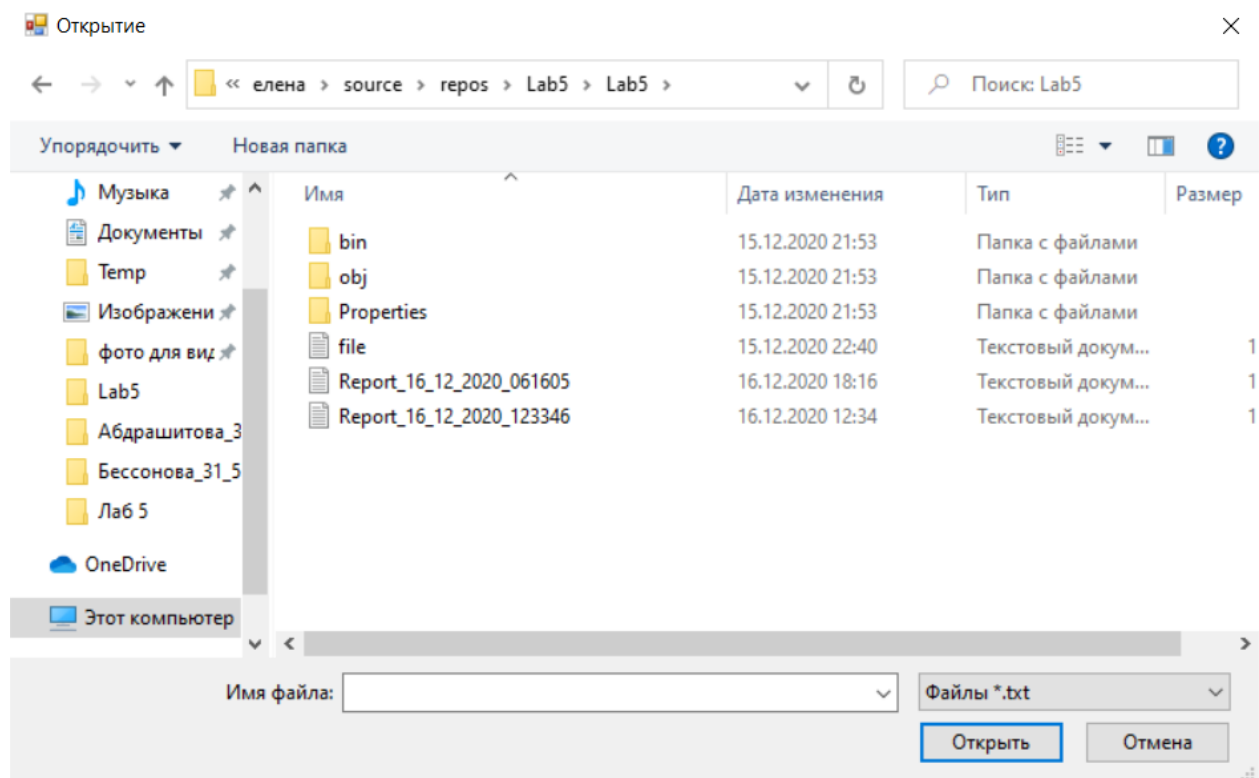 Открытие
« елена > source > repos > Lab5 > Lab5 >
Поиск: Lab5
Упорядочить
Новая папка
?
Музыка
Документы
Temp
Изображени
фото для вид
Lab5
Абдрашитова_3
Бессонова_31_5
Лаб 5
OneDrive
Этот компьютер
Имя Дата изменения Тип Размер
bin 15.12.2020 21:53 Папка с файлами
obj 15.12.2020 21:53 Папка с файлами
Properties 15.12.2020 21:53 Папка с файлами
file 15.12.2020 22:40 Текстовый докум... 1
Report_16_12_2020_061605 16.12.2020 18:16 Текстовый докум... 1
Report_16_12_2020_123346 16.12.2020 12:34 Текстовый докум... 1
Имя файла:
Файлы *.txt
Открыть
Отмена